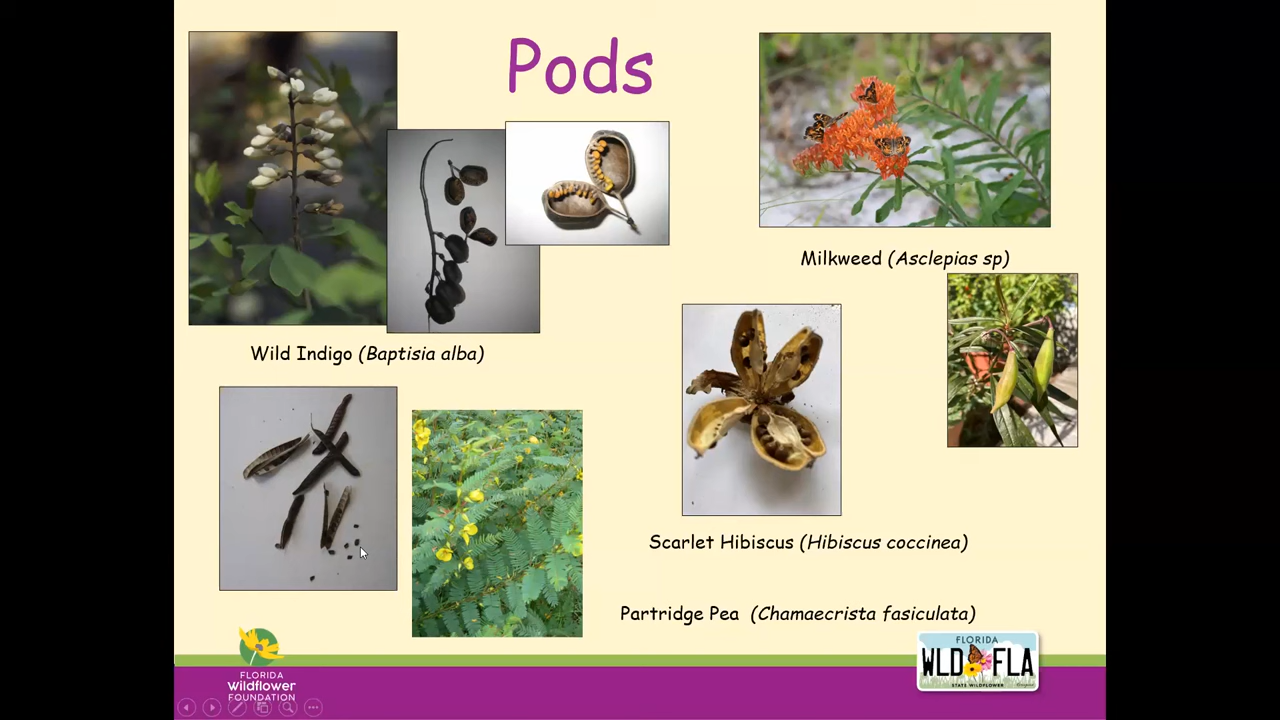 Pods
Milkweed (Asclepias sp)
Wild Indigo (Baptisia alba)
Scarlet Hibiscus (Hibiscus coccinea)
Partridge Pea (Chamaecrista fasiculata)
FLORIDA
wildflower
FOUNDATION
FLORIDA
WLD FLA
STATE WILDFLOWER